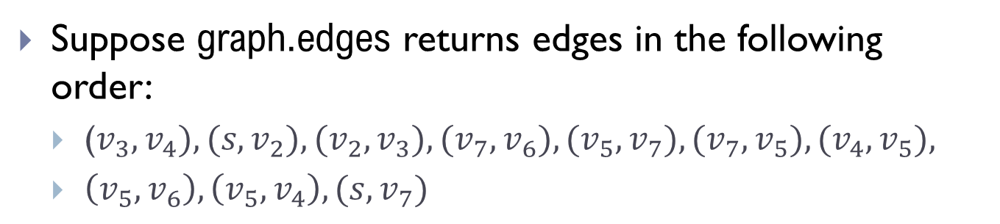 Suppose graph.edges returns edges in the following
order:
(𝑣₃, 𝑣₄), (𝑠, 𝑣₂), (𝑣₂, 𝑣₃), (𝑣₇, 𝑣₆), (𝑣₅, 𝑣₇), (𝑣₇, 𝑣₅), (𝑣₄, 𝑣₅),
(𝑣₅, 𝑣₆), (𝑣₅, 𝑣₄), (𝑠, 𝑣₇)